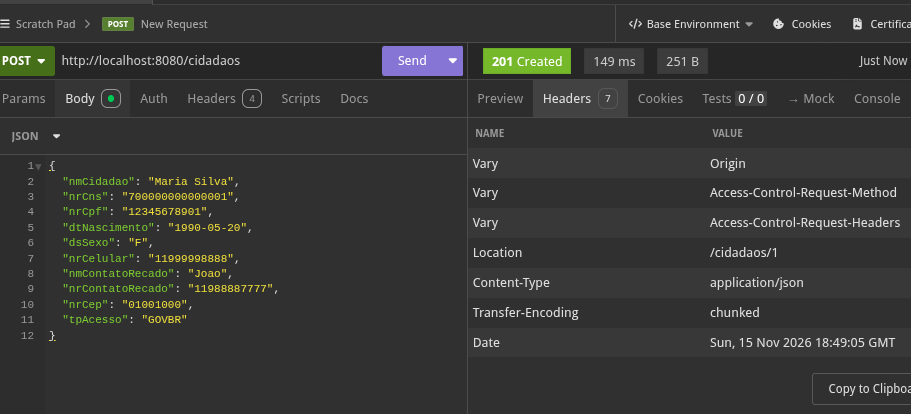 Scratch Pad > POST New Request
</> Base Environment Cookies Certifica
POST http://localhost:8080/cidadaos Send
201 Created 149 ms 251 B Just Now
Params Body Auth Headers 4 Scripts Docs
Preview Headers 7 Cookies Tests 0 / 0 → Mock Console
JSON
1 {
2 "nmCidadao": "Maria Silva",
3 "nrCns": "700000000000001",
4 "nrCpf": "12345678901",
5 "dtNascimento": "1990-05-20",
6 "dsSexo": "F",
7 "nrCelular": "11999998888",
8 "nmContatoRecado": "Joao",
9 "nrContatoRecado": "11988887777",
10 "nrCep": "01001000",
11 "tpAcesso": "GOVBR"
12 }
NAME VALUE
Vary Origin
Vary Access-Control-Request-Method
Vary Access-Control-Request-Headers
Location /cidadaos/1
Content-Type application/json
Transfer-Encoding chunked
Date Sun, 15 Nov 2026 18:49:05 GMT
Copy to Clipboa